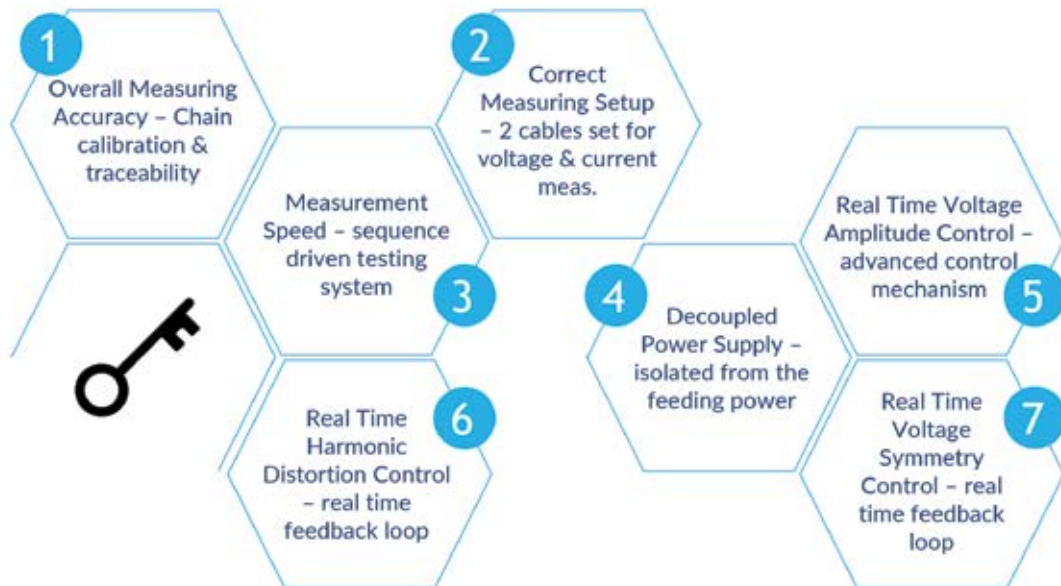 1
Overall Measuring
Accuracy – Chain
calibration &
traceability
2
Correct
Measuring Setup
– 2 cables set for
voltage & current
meas.
Measurement
Speed – sequence
driven testing
system
3
4
Decoupled
Power Supply –
isolated from the
feeding power
Real Time Voltage
Amplitude Control –
advanced control
mechanism
5
Real Time
Harmonic
Distortion Control
– real time
feedback loop
6
Real Time
Voltage
Symmetry
Control – real
time feedback
loop
7